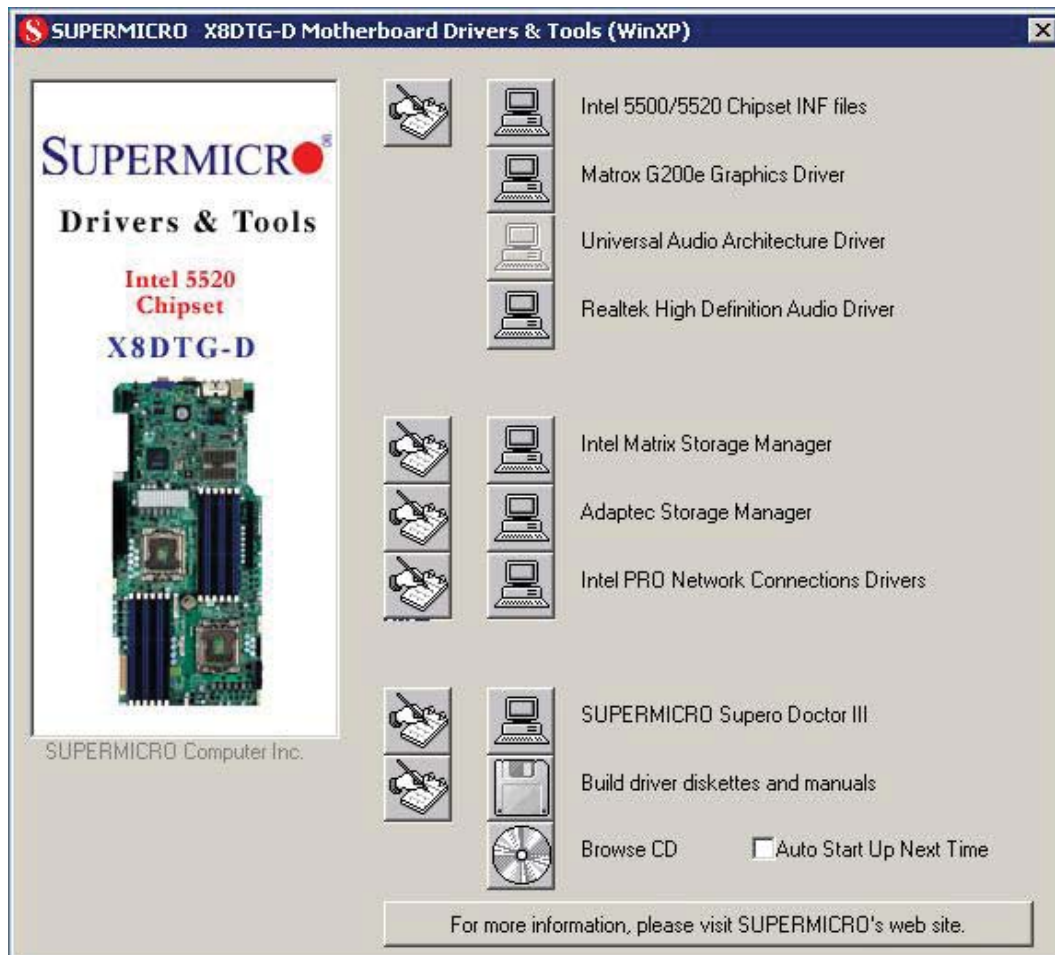 SUPERMICRO X8DTG-D Motherboard Drivers & Tools (WinXP)
SUPERMICRO®
Drivers & Tools
Intel 5520
Chipset
X8DTG-D
SUPERMICRO Computer Inc.
Intel 5500/5520 Chipset INF files
Matrox G200e Graphics Driver
Universal Audio Architecture Driver
Realtek High Definition Audio Driver
Intel Matrix Storage Manager
Adaptec Storage Manager
Intel PRO Network Connections Drivers
SUPERMICRO Supero Doctor III
Build driver diskettes and manuals
Browse CD
Auto Start Up Next Time
For more information, please visit SUPERMICRO's web site.